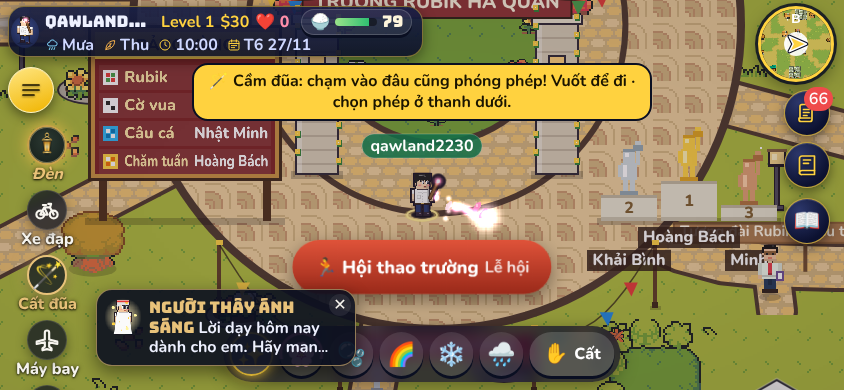 TRƯỜNG RUBIK HÀ QUÂN
QAWLAND... Level 1 $30 0 79
Mưa Thu 10:00 T6 27/11
B
Cầm đũa: chạm vào đâu cũng phóng phép! Vuốt để đi ·
chọn phép ở thanh dưới.
66
Rubik
Cờ vua
Câu cá Nhật Minh
Chăm tuần Hoàng Bách
qawland2230
Đèn
Xe đạp
Cất đũa
Máy bay
2
1
3
Hoàng Bách
Khải Bình
Minh
Hội thao trường Lễ hội
NGƯỜI THẦY ÁNH
SÁNG Lời dạy hôm nay
dành cho em. Hãy man...
Cất